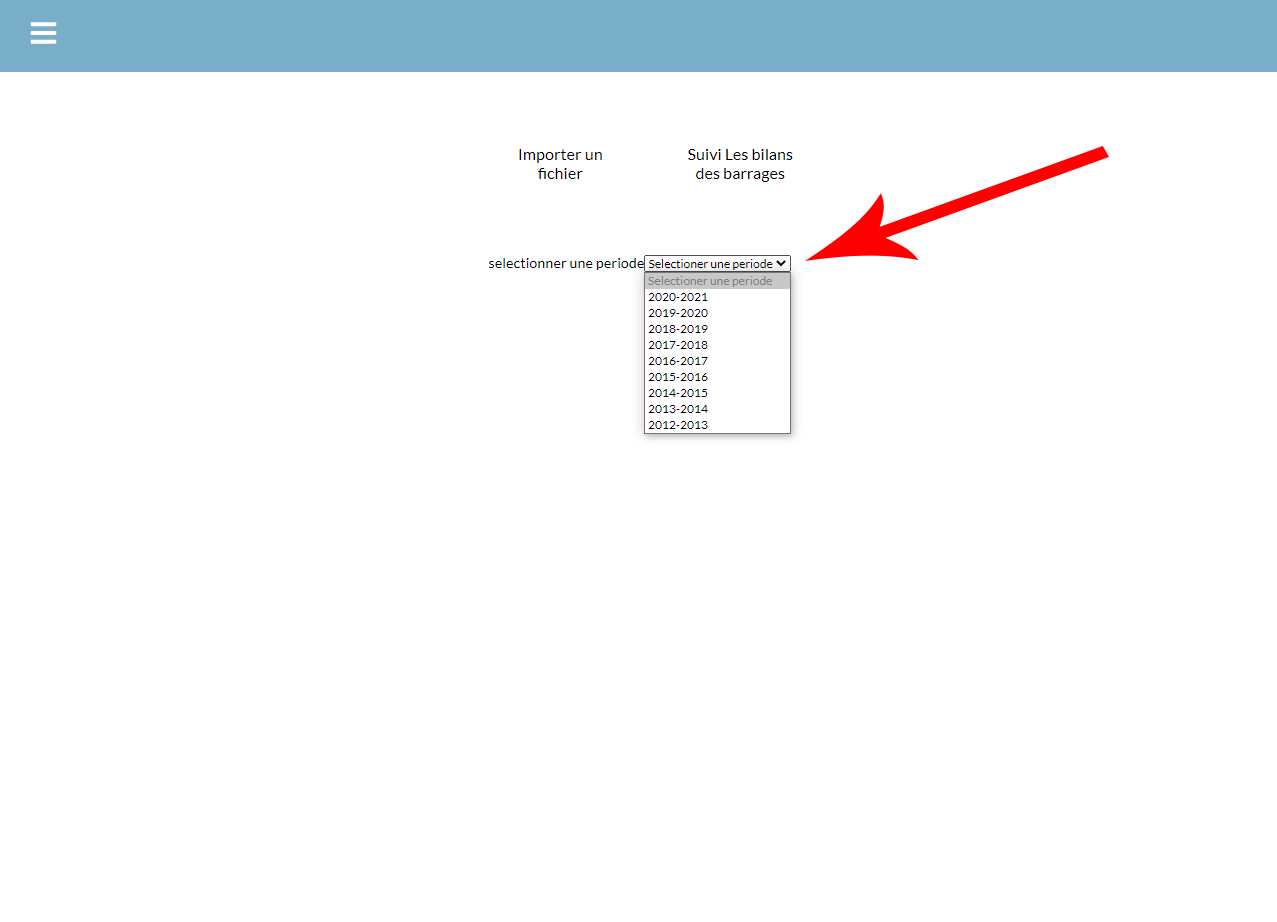 Importer un
fichier
Suivi Les bilans
des barrages
selectionner une periode
Selectioner une periode
Selectioner une periode
2020-2021
2019-2020
2018-2019
2017-2018
2016-2017
2015-2016
2014-2015
2013-2014
2012-2013